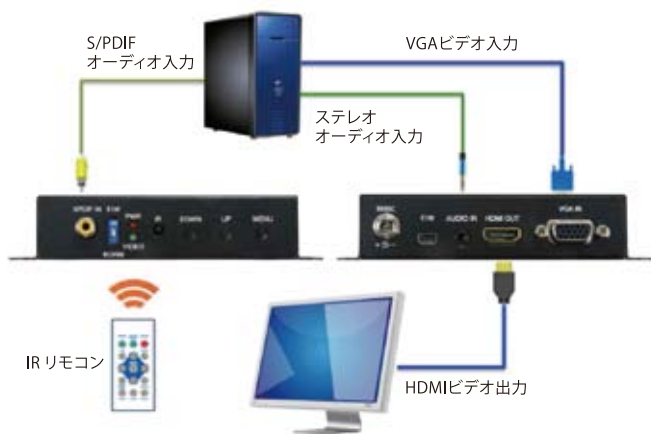 S/PDIF
オーディオ入力
VGAビデオ入力
ステレオ
オーディオ入力
SPDIF IN
F/W
PWR
IR
DOWN
UP
MENU
VIDEO
F/W
AUDIO IN
HDMI OUT
VGA IN
IR リモコン
HDMIビデオ出力